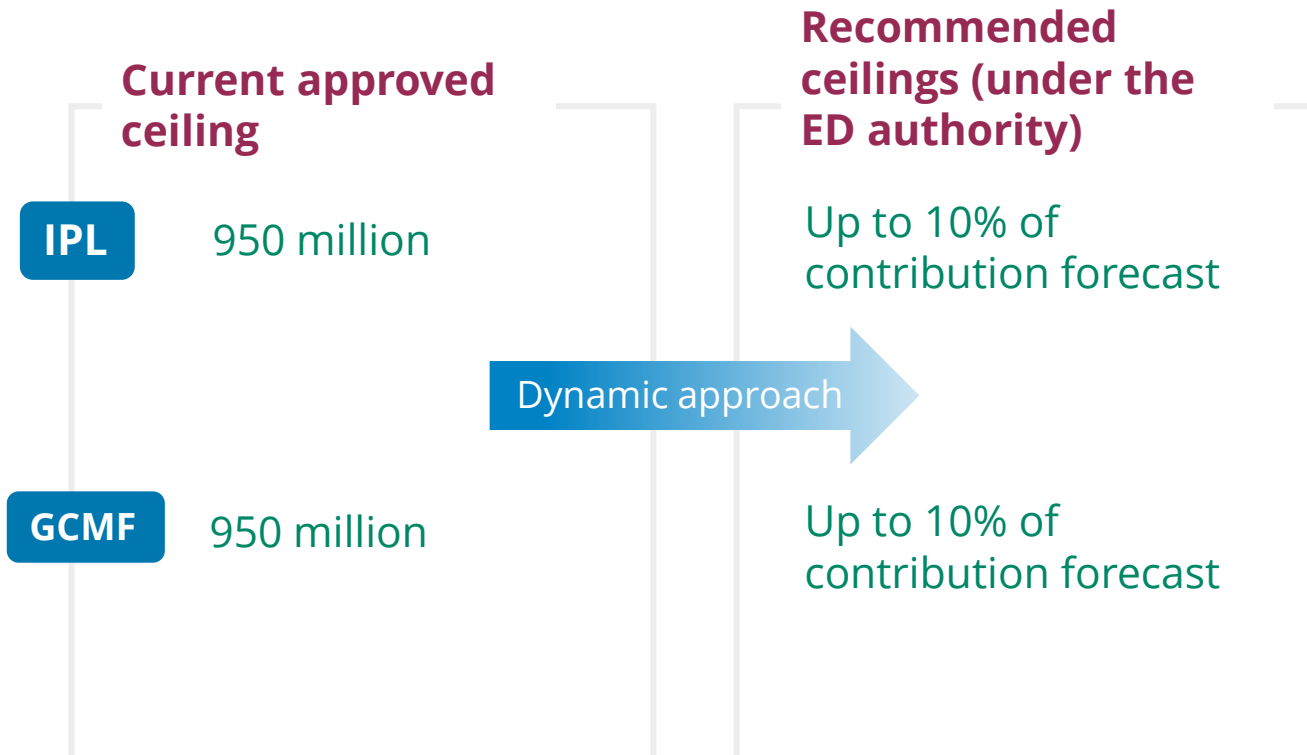 Current approved
ceiling
Recommended
ceilings (under the
ED authority)
IPL
950 million
Up to 10% of
contribution forecast
Dynamic approach
GCMF
950 million
Up to 10% of
contribution forecast